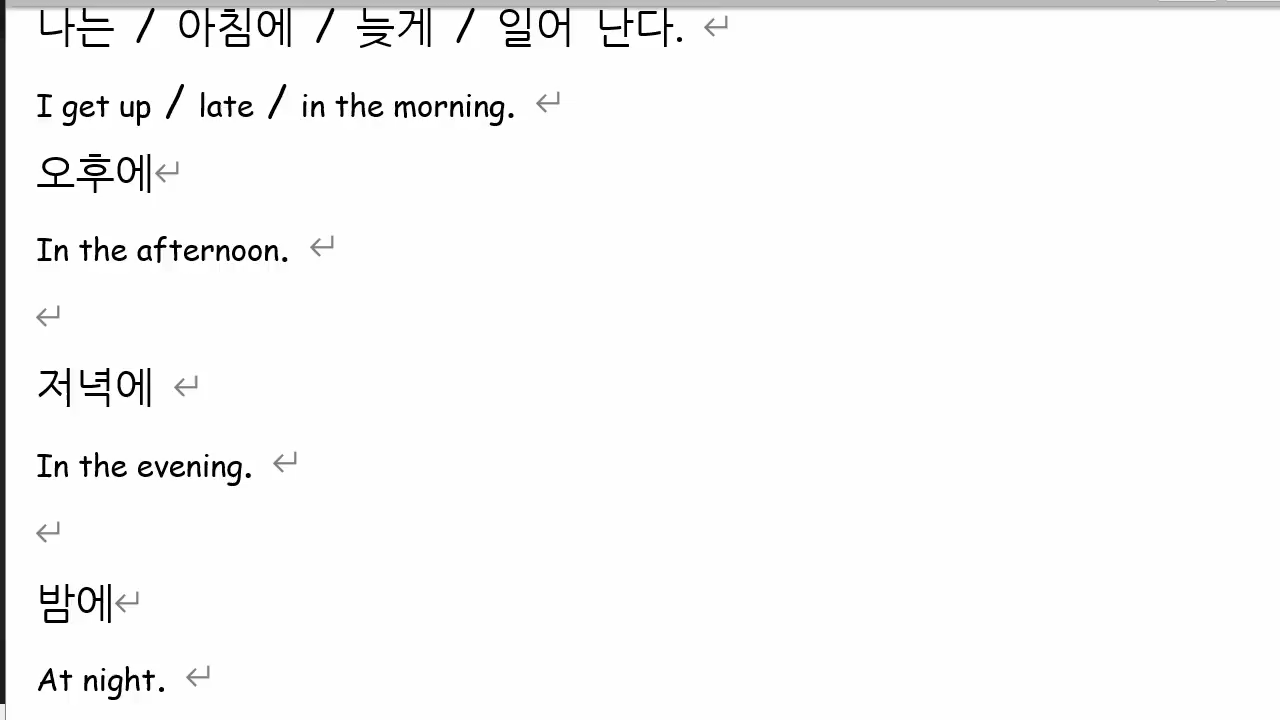 나는 / 아침에 / 늦게 / 일어 난다.
I get up / late / in the morning.
오후에
In the afternoon.
저녁에
In the evening.
밤에
At night.